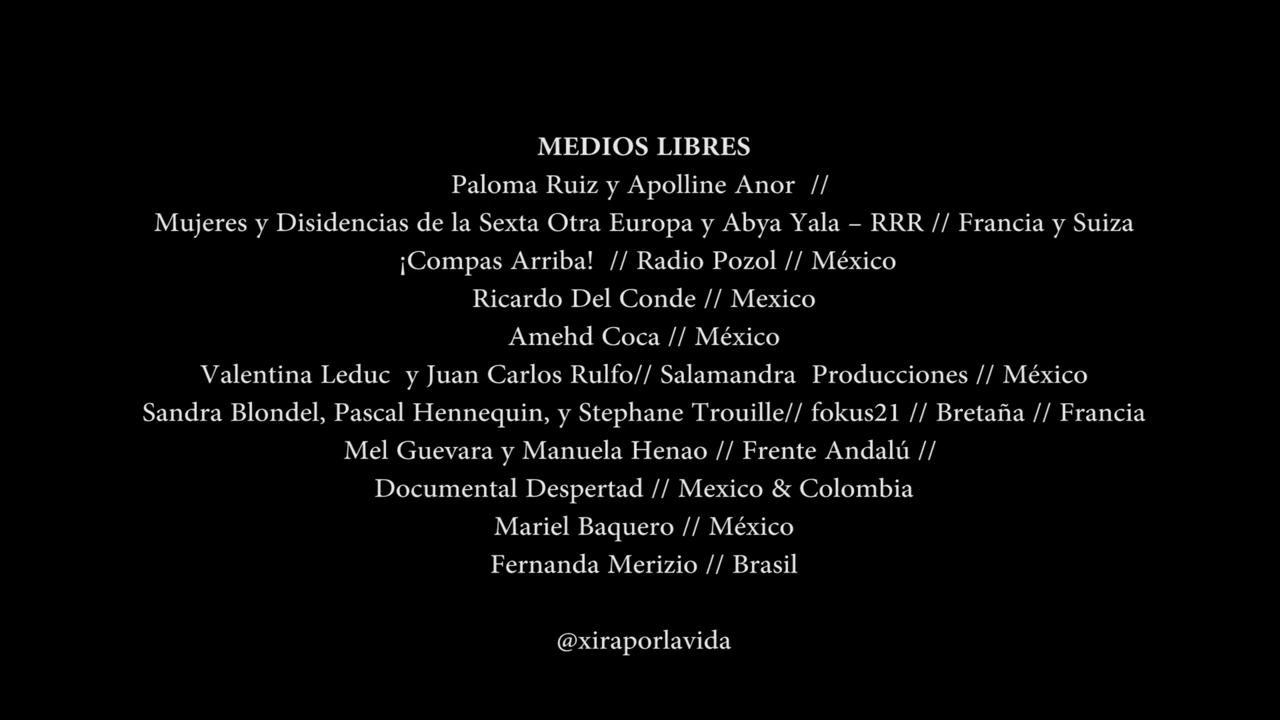 MEDIOS LIBRES
Paloma Ruiz y Apolline Anor //
Mujeres y Disidencias de la Sexta Otra Europa y Abya Yala – RRR // Francia y Suiza
¡Compas Arriba! // Radio Pozol // México
Ricardo Del Conde // Mexico
Amehd Coca // México
Valentina Leduc y Juan Carlos Rulfo// Salamandra Producciones // México
Sandra Blondel, Pascal Hennequin, y Stephane Trouille// fokus21 // Bretaña // Francia
Mel Guevara y Manuela Henao // Frente Andalú //
Documental Despertad // Mexico & Colombia
Mariel Baquero // México
Fernanda Merizio // Brasil
@xiraporlavida